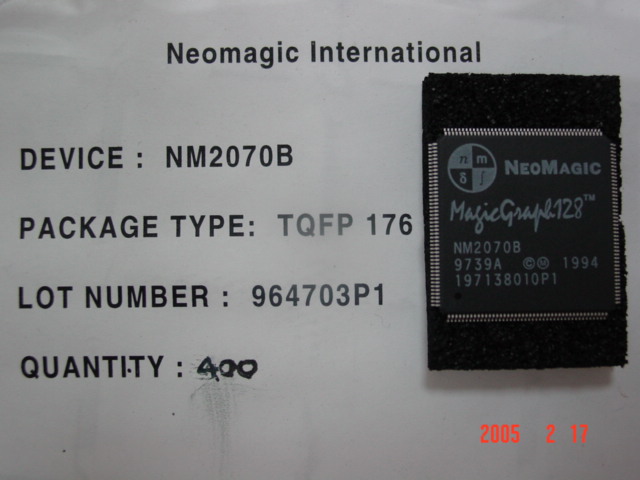 Neomagic International
DEVICE : NM2070B
PACKAGE TYPE: TQFP 176
LOT NUMBER : 964703P1
QUANTITY : 400
n m
δ ∫
NEOMAGIC
MagicGraph128™
NM2070B
9739A ©Ⓜ 1994
197138010P1
2005 2 17